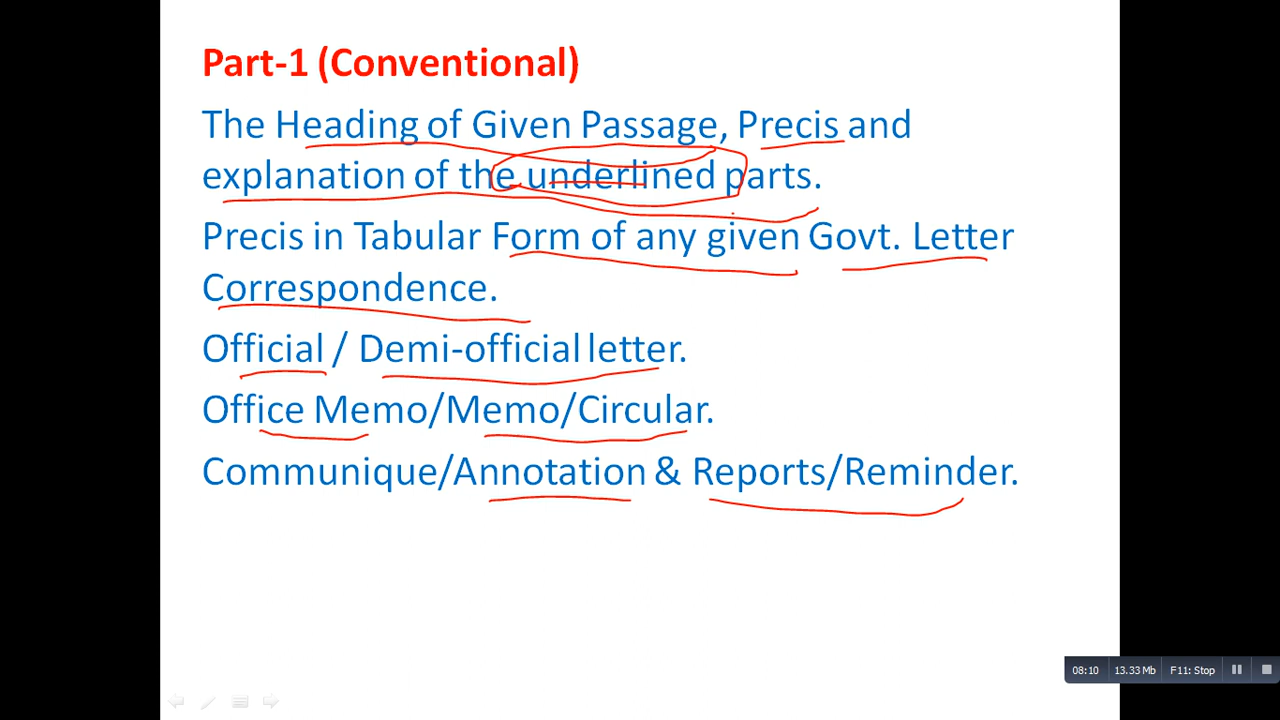 Part-1 (Conventional)
The Heading of Given Passage, Precis and
explanation of the underlined parts.
Precis in Tabular Form of any given Govt. Letter
Correspondence.
Official / Demi-official letter.
Office Memo/Memo/Circular.
Communique/Annotation & Reports/Reminder.
08:10 13.33 Mb F11: Stop